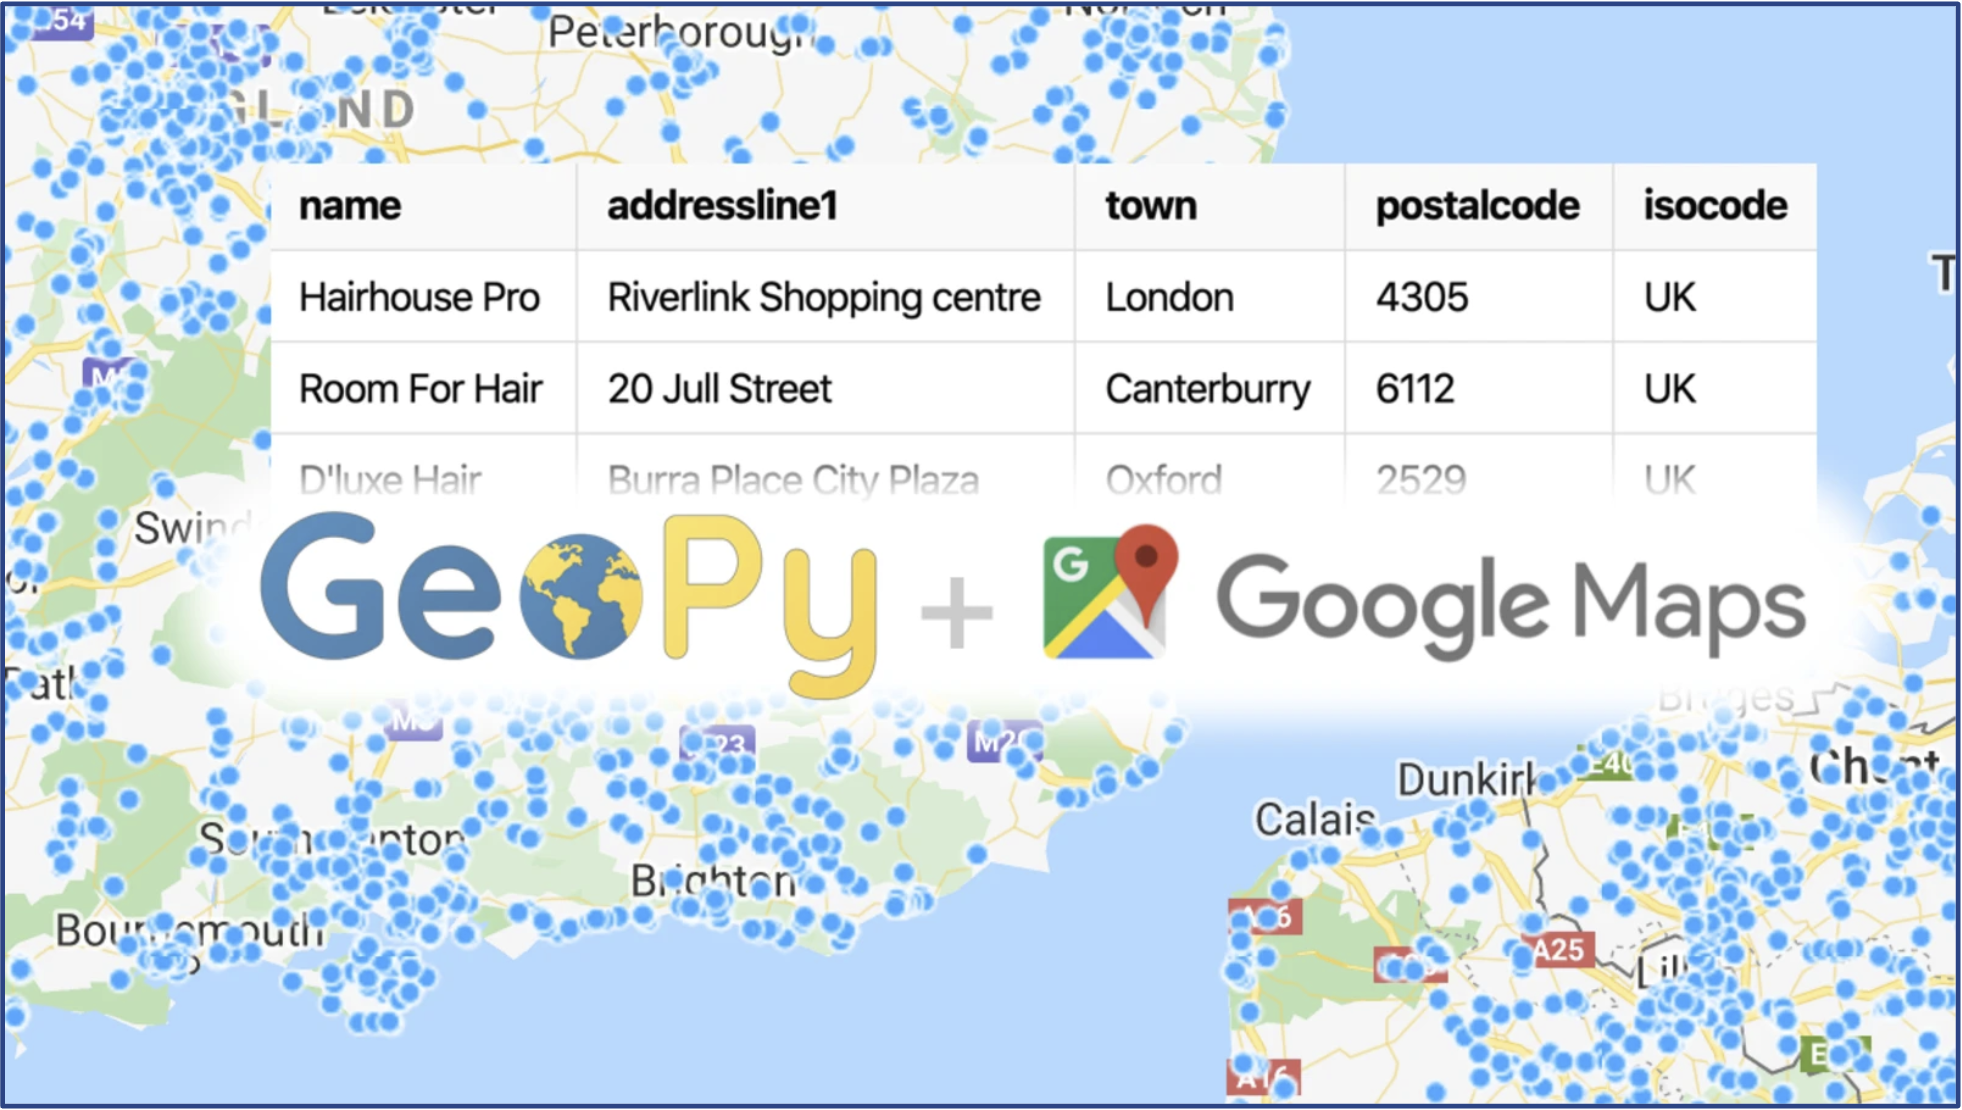 54
Peterborough
name addressline1 town postalcode isocode
Hairhouse Pro Riverlink Shopping centre London 4305 UK
Room For Hair 20 Jull Street Canterburry 6112 UK
D'luxe Hair Burra Place City Plaza Oxford 2529 UK
GeoPy + G Google Maps
Dunkirk
Calais
Brighton
Bournemouth
A25
A16